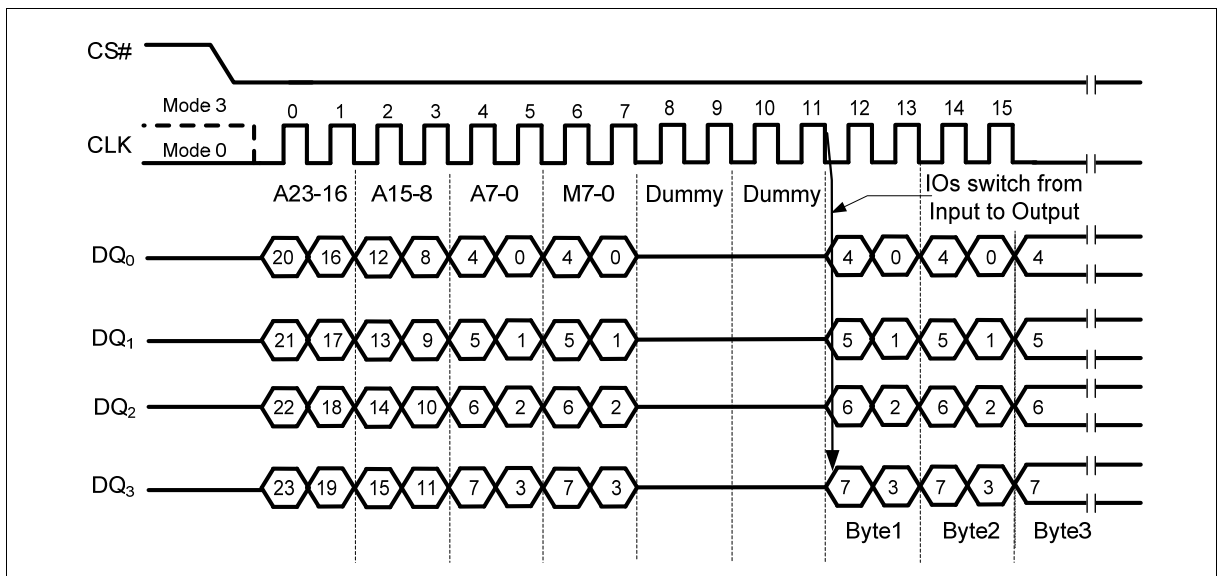 CS#
Mode 3
0 1 2 3 4 5 6 7 8 9 10 11 12 13 14 15
CLK
Mode 0
A23-16 A15-8 A7-0 M7-0 Dummy Dummy
IOs switch from
Input to Output
DQ0 20 16 12 8 4 0 4 0 4 0 4 0 4
DQ1 21 17 13 9 5 1 5 1 5 1 5 1 5
DQ2 22 18 14 10 6 2 6 2 6 2 6 2 6
DQ3 23 19 15 11 7 3 7 3 7 3 7 3 7
Byte1 Byte2 Byte3